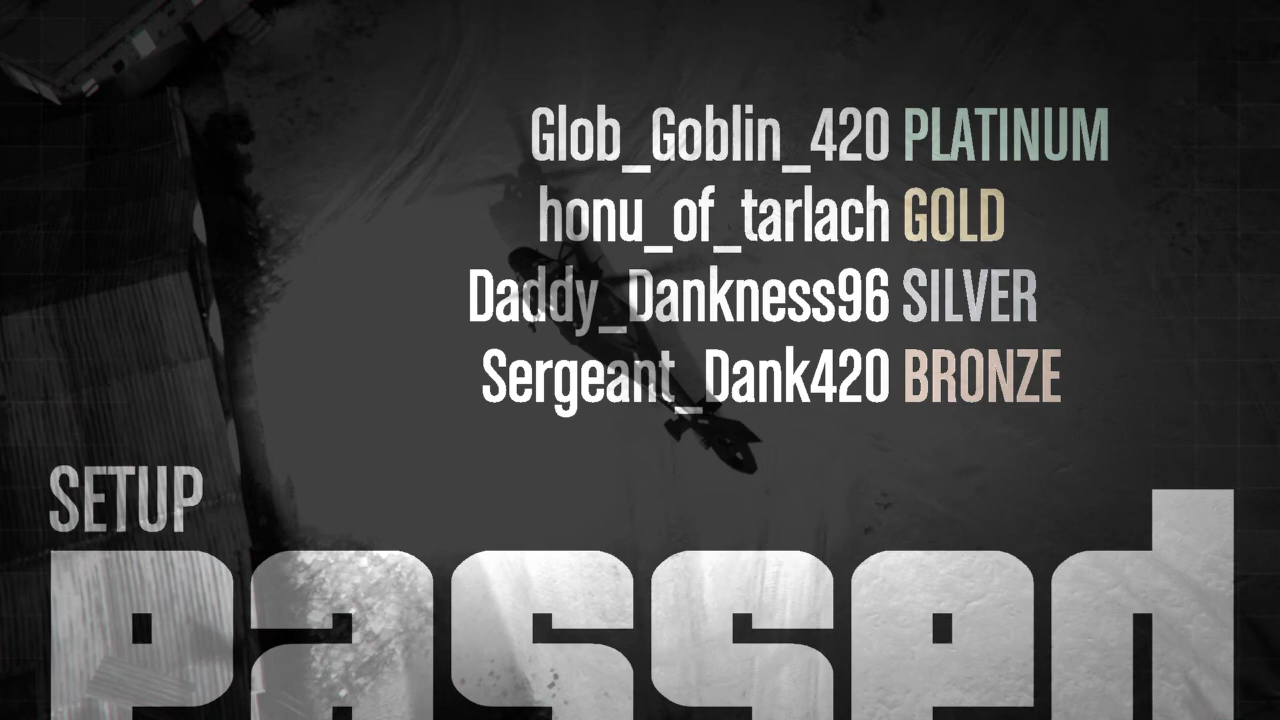 Glob_Goblin_420 PLATINUM
honu_of_tarlach GOLD
Daddy_Dankness96 SILVER
Sergeant_Dank420 BRONZE
SETUP
passed